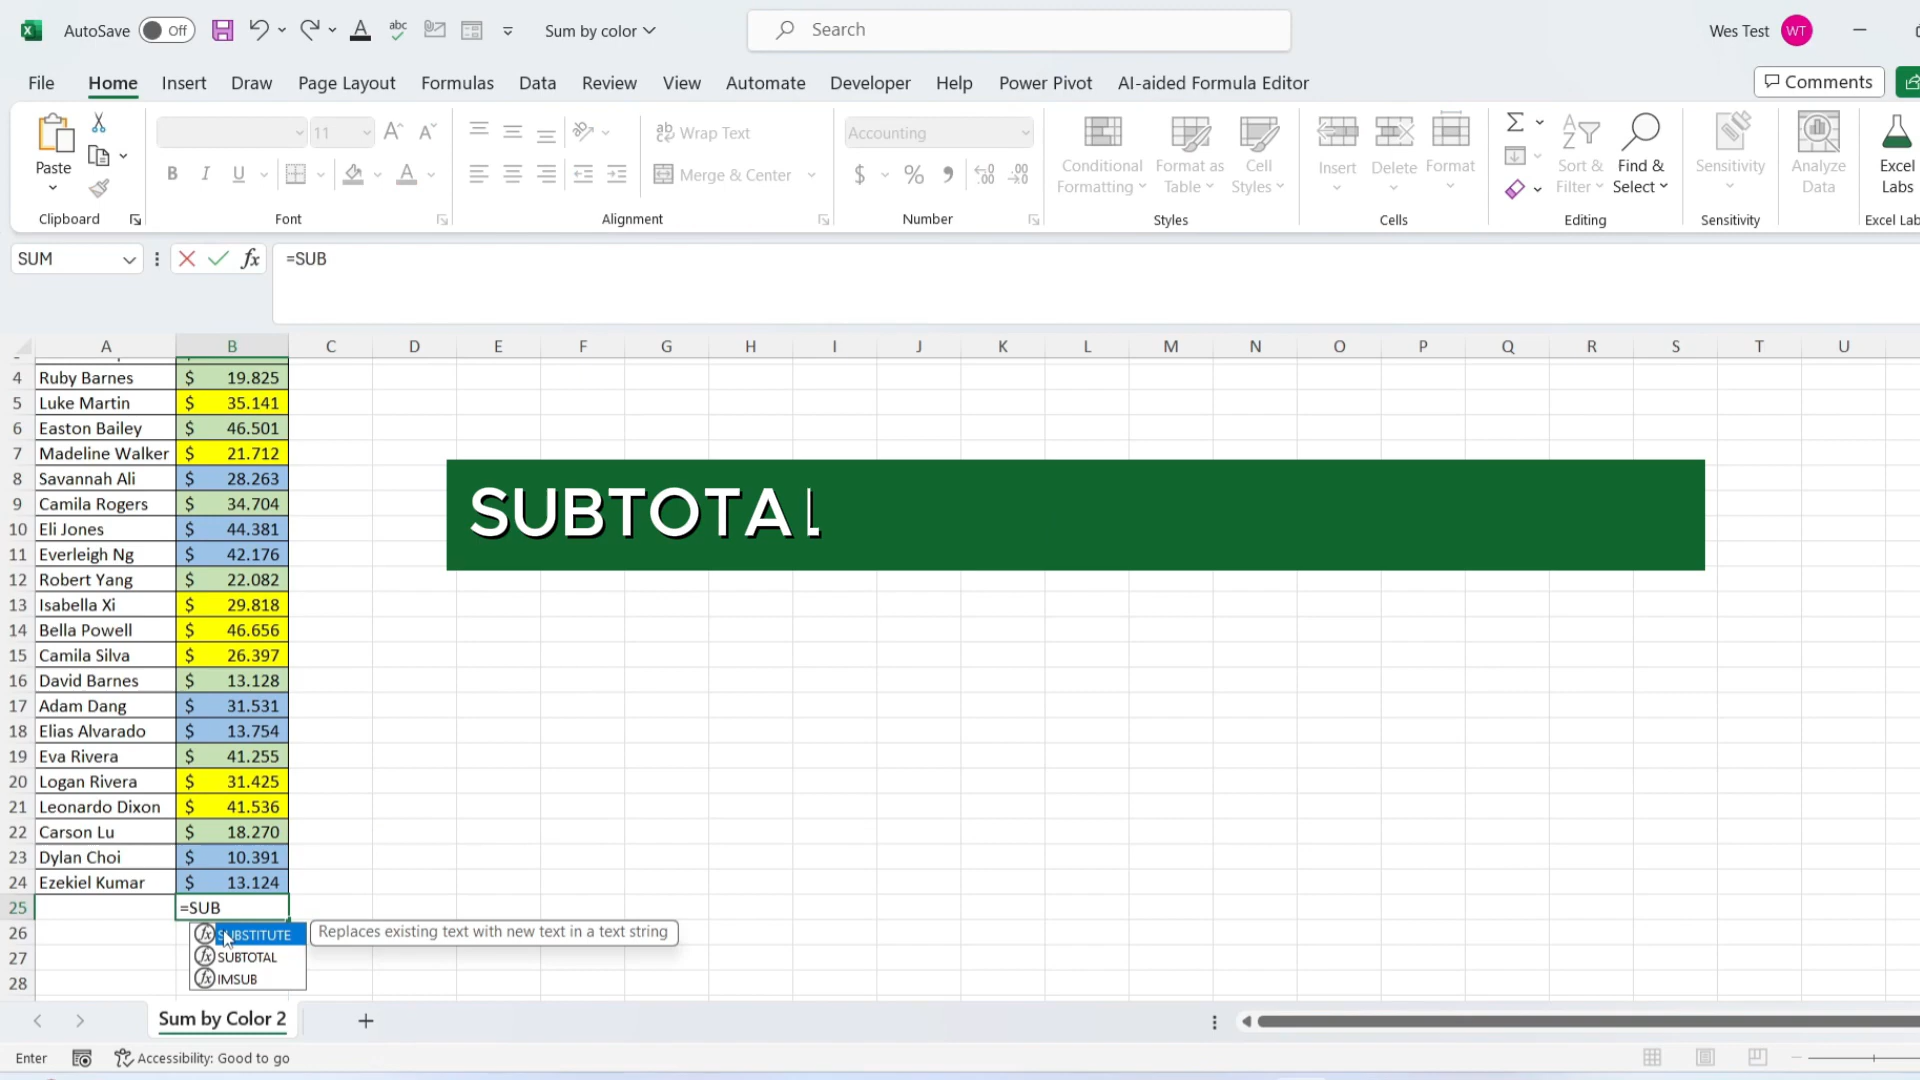 AutoSave Off Sum by color Search Wes Test WT
File Home Insert Draw Page Layout Formulas Data Review View Automate Developer Help Power Pivot AI-aided Formula Editor Comments
Paste 11 Wrap Text Accounting
B I U Merge & Center $ %
Conditional Formatting Format as Table Cell Styles Insert Delete Format Sort & Filter Find & Select Sensitivity Analyze Data Excel Labs
Clipboard Font Alignment Number Styles Cells Editing Sensitivity Excel Lab
SUM fx =SUB
A B C D E F G H I J K L M N O P Q R S T U
4 Ruby Barnes $ 19.825
5 Luke Martin $ 35.141
6 Easton Bailey $ 46.501
7 Madeline Walker $ 21.712
8 Savannah Ali $ 28.263
9 Camila Rogers $ 34.704
10 Eli Jones $ 44.381
11 Everleigh Ng $ 42.176
12 Robert Yang $ 22.082
13 Isabella Xi $ 29.818
14 Bella Powell $ 46.656
15 Camila Silva $ 26.397
16 David Barnes $ 13.128
17 Adam Dang $ 31.531
18 Elias Alvarado $ 13.754
19 Eva Rivera $ 41.255
20 Logan Rivera $ 31.425
21 Leonardo Dixon $ 41.536
22 Carson Lu $ 18.270
23 Dylan Choi $ 10.391
24 Ezekiel Kumar $ 13.124
25 =SUB
26
27
28
SUBTOTAL
SUBSTITUTE Replaces existing text with new text in a text string
SUBTOTAL
IMSUB
Sum by Color 2
Enter Accessibility: Good to go